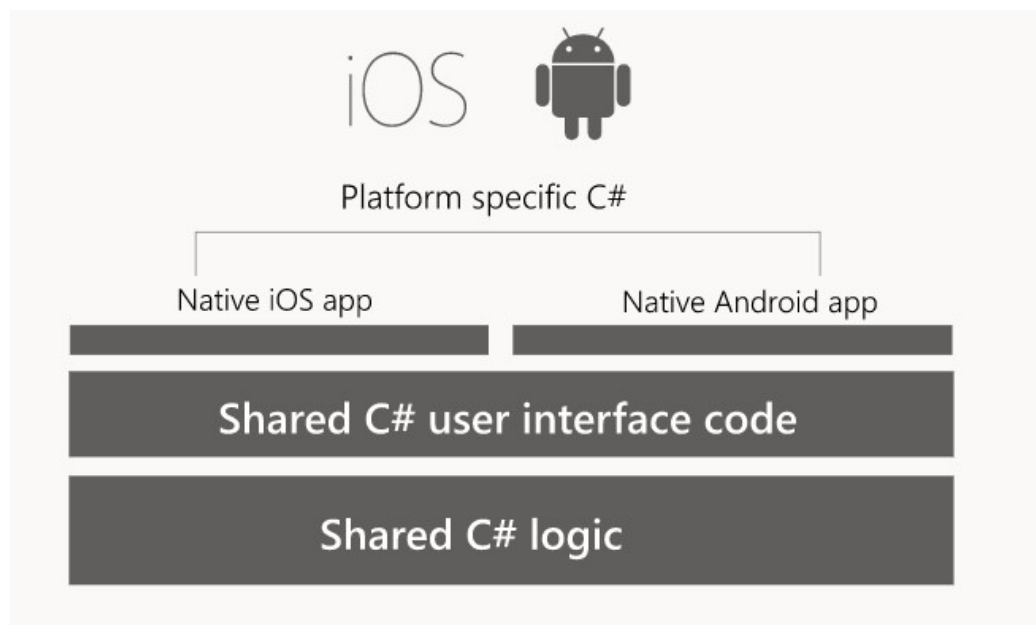 iOS
Platform specific C#
Native iOS app
Native Android app
Shared C# user interface code
Shared C# logic